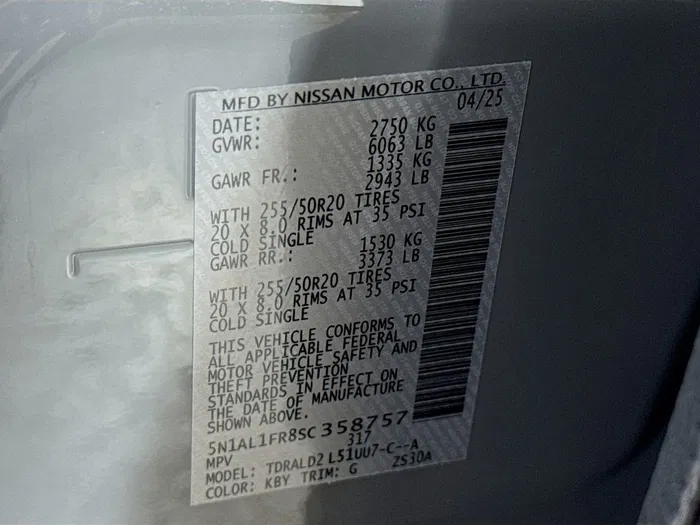 MFD BY NISSAN MOTOR CO., LTD.
DATE: 04/25
GVWR: 2750 KG
6063 LB
GAWR FR.: 1335 KG
2943 LB
WITH 255/50R20 TIRES
20 X 8.0 RIMS AT 35 PSI
COLD SINGLE
GAWR RR.: 1530 KG
3373 LB
WITH 255/50R20 TIRES
20 X 8.0 RIMS AT 35 PSI
COLD SINGLE
THIS VEHICLE CONFORMS TO
ALL APPLICABLE FEDERAL
MOTOR VEHICLE SAFETY AND
THEFT PREVENTION
STANDARDS IN EFFECT ON
THE DATE OF MANUFACTURE
SHOWN ABOVE.
5N1AL1FR8SC358757
MPV 317
MODEL: TDRALD2 L51UU7-C--A
COLOR: KBY TRIM: G ZS30A